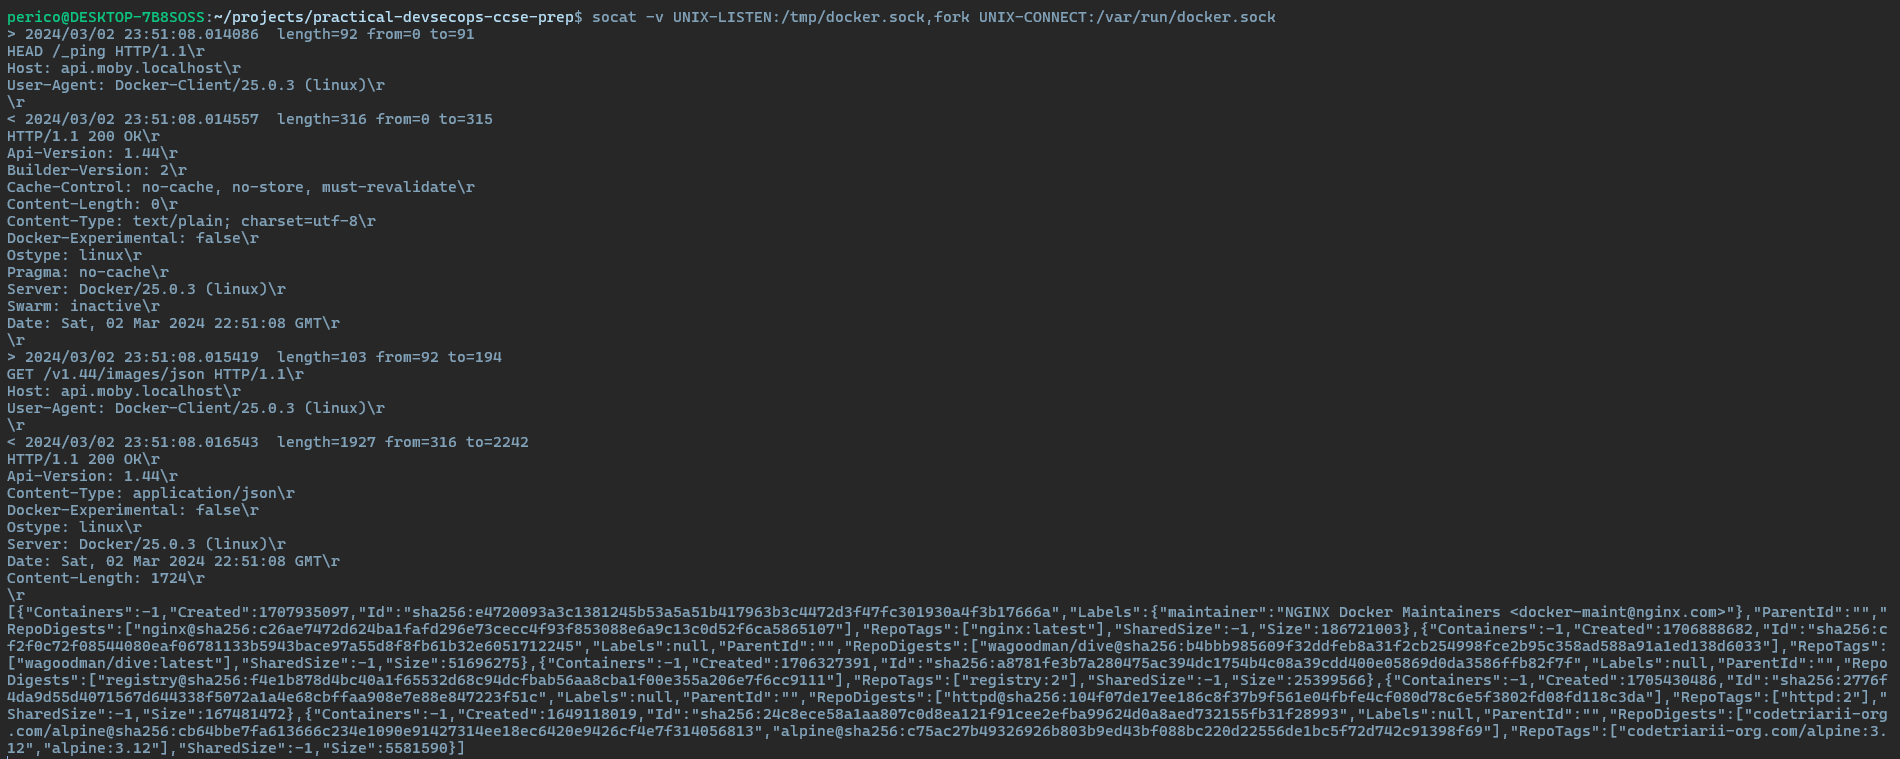 perico@DESKTOP-7B8SOSS:~/projects/practical-devsecops-ccse-prep$ socat -v UNIX-LISTEN:/tmp/docker.sock,fork UNIX-CONNECT:/var/run/docker.sock
> 2024/03/02 23:51:08.014086  length=92 from=0 to=91
HEAD /_ping HTTP/1.1\r
Host: api.moby.localhost\r
User-Agent: Docker-Client/25.0.3 (linux)\r
\r
< 2024/03/02 23:51:08.014557  length=316 from=0 to=315
HTTP/1.1 200 OK\r
Api-Version: 1.44\r
Builder-Version: 2\r
Cache-Control: no-cache, no-store, must-revalidate\r
Content-Length: 0\r
Content-Type: text/plain; charset=utf-8\r
Docker-Experimental: false\r
Ostype: linux\r
Pragma: no-cache\r
Server: Docker/25.0.3 (linux)\r
Swarm: inactive\r
Date: Sat, 02 Mar 2024 22:51:08 GMT\r
\r
> 2024/03/02 23:51:08.015419  length=103 from=92 to=194
GET /v1.44/images/json HTTP/1.1\r
Host: api.moby.localhost\r
User-Agent: Docker-Client/25.0.3 (linux)\r
\r
< 2024/03/02 23:51:08.016543  length=1927 from=316 to=2242
HTTP/1.1 200 OK\r
Api-Version: 1.44\r
Content-Type: application/json\r
Docker-Experimental: false\r
Ostype: linux\r
Server: Docker/25.0.3 (linux)\r
Date: Sat, 02 Mar 2024 22:51:08 GMT\r
Content-Length: 1724\r
\r
[{"Containers":-1,"Created":1707935097,"Id":"sha256:e4720093a3c1381245b53a5a51b417963b3c4472d3f47fc301930a4f3b17666a","Labels":{"maintainer":"NGINX Docker Maintainers <docker-maint@nginx.com>"},"ParentId":"","
RepoDigests":["nginx@sha256:c26ae7472d624ba1fafd296e73cecc4f93f853088e6a9c13c0d52f6ca5865107"],"RepoTags":["nginx:latest"],"SharedSize":-1,"Size":186721003},{"Containers":-1,"Created":1706888682,"Id":"sha256:c
f2f0c72f08544080eaf06781133b5943bace97a55d8f8fb61b32e6051712245","Labels":null,"ParentId":"","RepoDigests":["wagoodman/dive@sha256:b4bbb985609f32ddfeb8a31f2cb254998fce2b95c358ad588a91a1ed138d6033"],"RepoTags":
["wagoodman/dive:latest"],"SharedSize":-1,"Size":51696275},{"Containers":-1,"Created":1706327391,"Id":"sha256:a8781fe3b7a280475ac394dc1754b4c08a39cdd400e05869d0da3586ffb82f7f","Labels":null,"ParentId":"","Repo
Digests":["registry@sha256:f4e1b878d4bc40a1f65532d68c94dcfbab56aa8cba1f00e355a206e7f6cc9111"],"RepoTags":["registry:2"],"SharedSize":-1,"Size":25399566},{"Containers":-1,"Created":1705430486,"Id":"sha256:2776f
4da9d55d4071567d644338f5072a1a4e68cbffaa908e7e88e847223f51c","Labels":null,"ParentId":"","RepoDigests":["httpd@sha256:104f07de17ee186c8f37b9f561e04fbfe4cf080d78c6e5f3802fd08fd118c3da"],"RepoTags":["httpd:2"],"
SharedSize":-1,"Size":167481472},{"Containers":-1,"Created":1649118019,"Id":"sha256:24c8ece58a1aa807c0d8ea121f91cee2efba99624d0a8aed732155fb31f28993","Labels":null,"ParentId":"","RepoDigests":["codetriarii-org
.com/alpine@sha256:cb64bbe7fa613666c234e1090e91427314ee18ec6420e9426cf4e7f314056813","alpine@sha256:c75ac27b49326926b803b9ed43bf088bc220d22556de1bc5f72d742c91398f69"],"RepoTags":["codetriarii-org.com/alpine:3.
12","alpine:3.12"],"SharedSize":-1,"Size":5581590}]